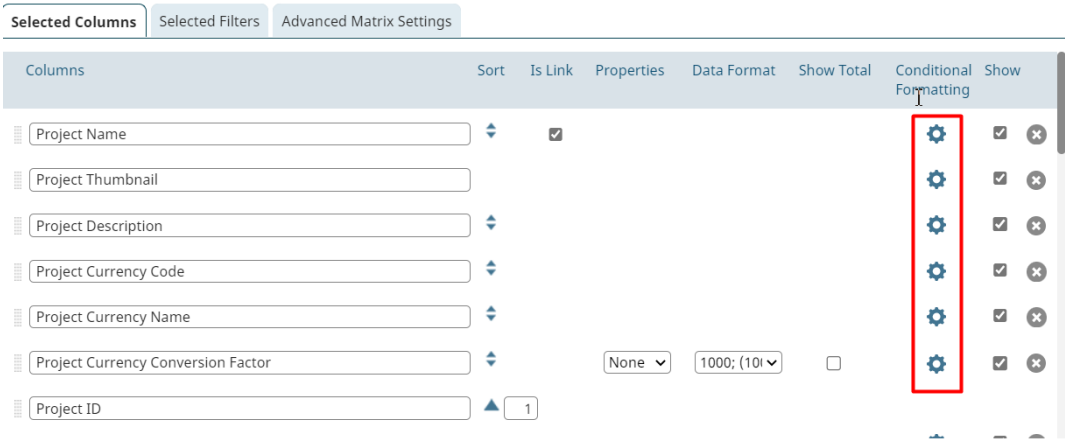 Selected Columns Selected Filters Advanced Matrix Settings
Columns Sort Is Link Properties Data Format Show Total Conditional Formatting Show
Project Name
Project Thumbnail
Project Description
Project Currency Code
Project Currency Name
Project Currency Conversion Factor None 1000; (10
Project ID 1